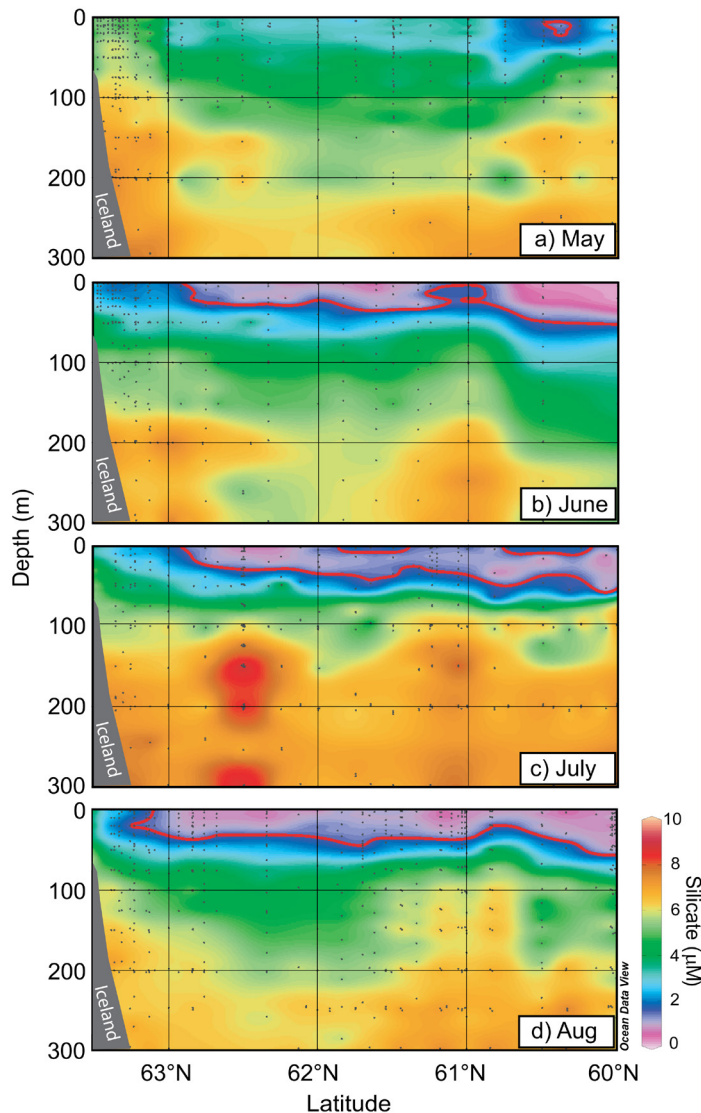 0
100
200
300
Iceland
a) May
0
100
200
300
Iceland
b) June
Depth (m)
0
100
200
300
Iceland
c) July
0
100
200
300
Iceland
d) Aug
Ocean Data View
10
8
6
4
2
0
Silicate (μM)
63°N 62°N 61°N 60°N
Latitude